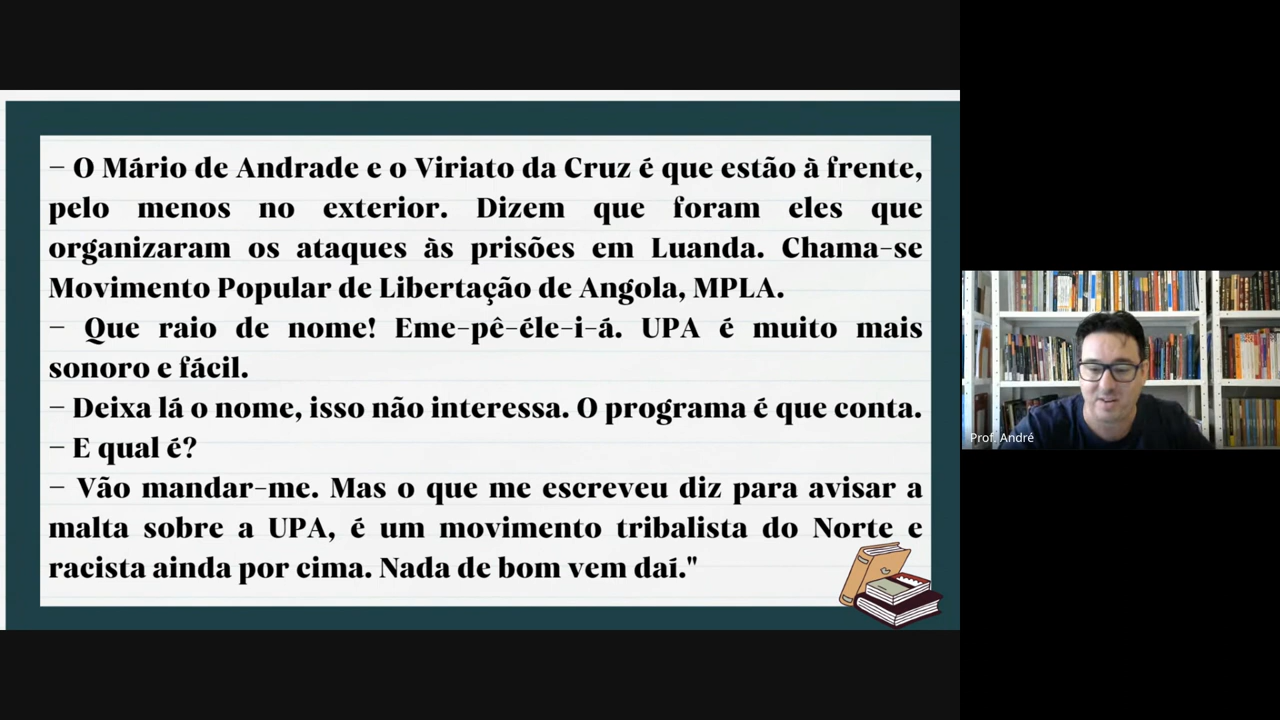 – O Mário de Andrade e o Viriato da Cruz é que estão à frente,
pelo menos no exterior. Dizem que foram eles que
organizaram os ataques às prisões em Luanda. Chama-se
Movimento Popular de Libertação de Angola, MPLA.
– Que raio de nome! Eme-pê-éle-i-á. UPA é muito mais
sonoro e fácil.
– Deixa lá o nome, isso não interessa. O programa é que conta.
– E qual é?
– Vão mandar-me. Mas o que me escreveu diz para avisar a
malta sobre a UPA, é um movimento tribalista do Norte e
racista ainda por cima. Nada de bom vem daí."
Prof. André